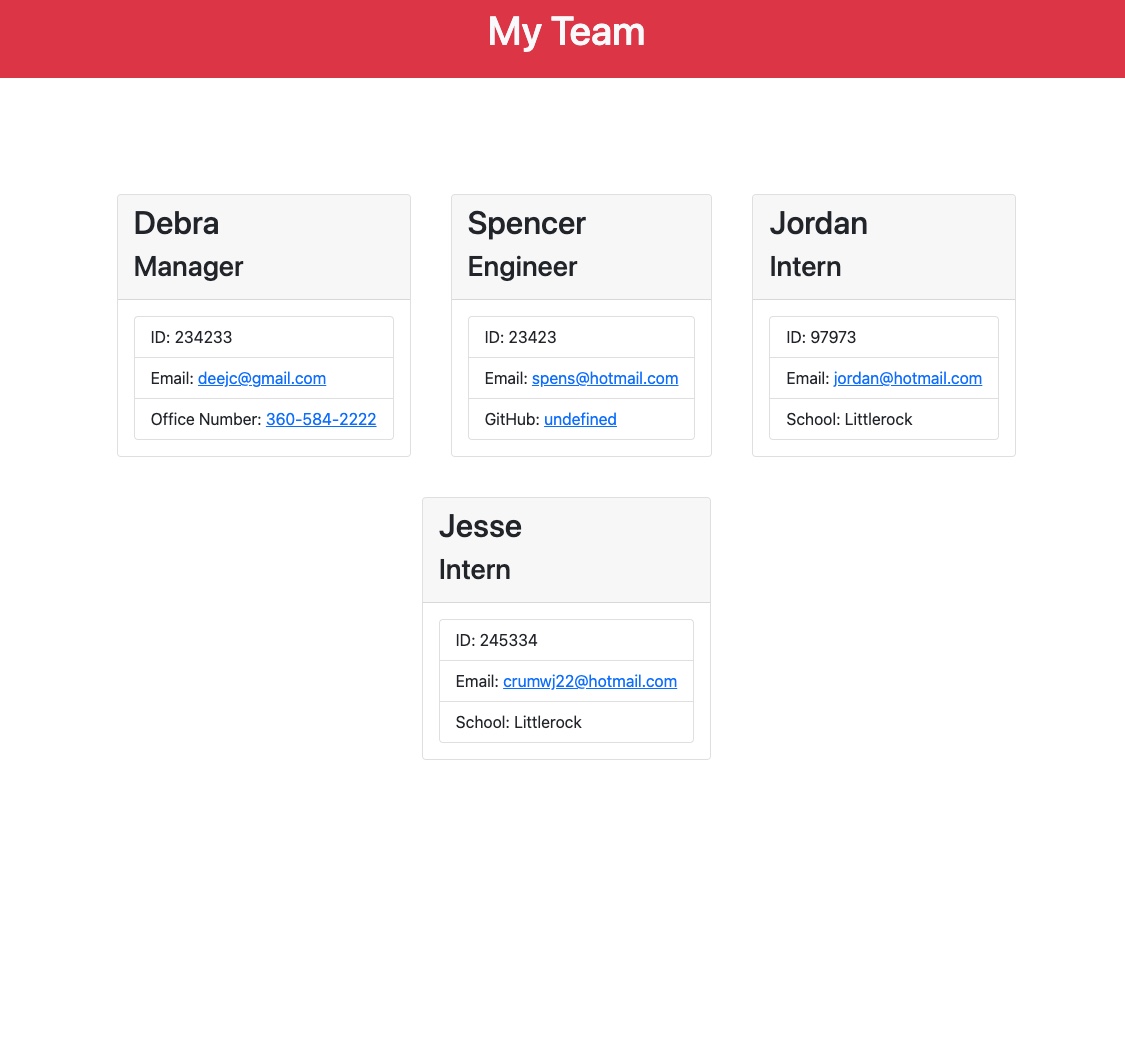 My Team
Debra
Manager
ID: 234233
Email: deejc@gmail.com
Office Number: 360-584-2222
Spencer
Engineer
ID: 23423
Email: spens@hotmail.com
GitHub: undefined
Jordan
Intern
ID: 97973
Email: jordan@hotmail.com
School: Littlerock
Jesse
Intern
ID: 245334
Email: crumwj22@hotmail.com
School: Littlerock